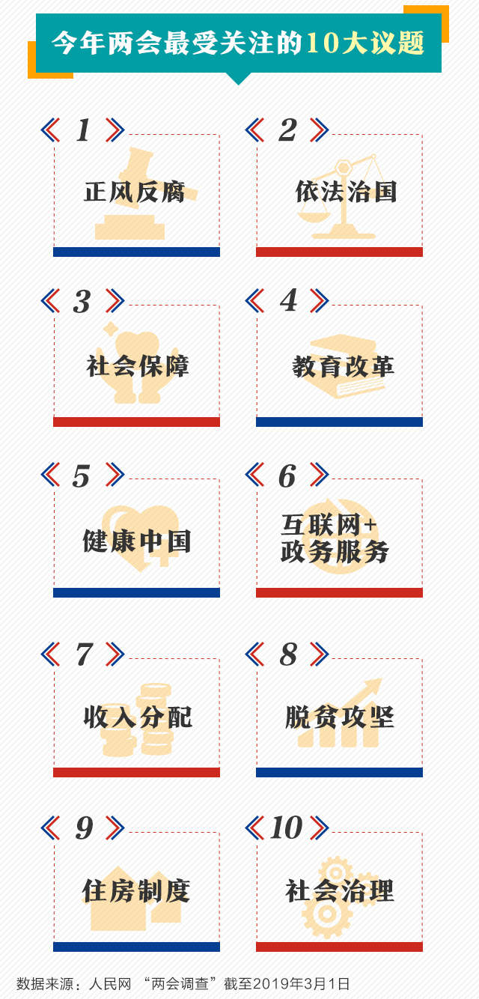 今年两会最受关注的10大议题
1
正风反腐
2
依法治国
3
社会保障
4
教育改革
5
健康中国
6
互联网+
政务服务
7
收入分配
8
脱贫攻坚
9
住房制度
10
社会治理
数据来源：人民网 “两会调查”截至2019年3月1日